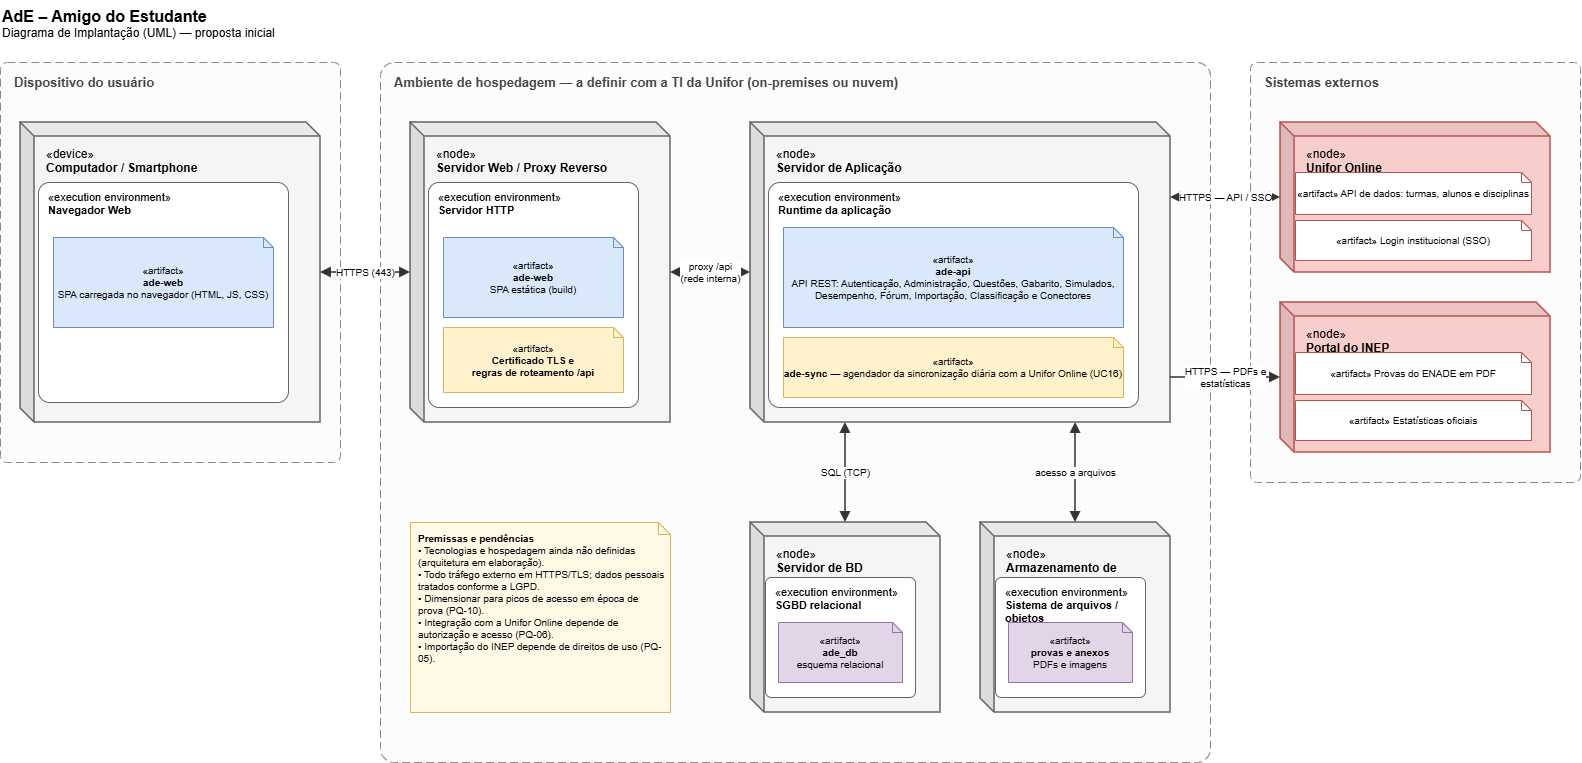 AdE – Amigo do Estudante
Diagrama de Implantação (UML) — proposta inicial
Dispositivo do usuário
«device»
Computador / Smartphone
«execution environment»
Navegador Web
«artifact»
ade-web
SPA carregada no navegador (HTML, JS, CSS)
HTTPS (443)
Ambiente de hospedagem — a definir com a TI da Unifor (on-premises ou nuvem)
«node»
Servidor Web / Proxy Reverso
«execution environment»
Servidor HTTP
«artifact»
ade-web
SPA estática (build)
«artifact»
Certificado TLS e
regras de roteamento /api
proxy /api
(rede interna)
«node»
Servidor de Aplicação
«execution environment»
Runtime da aplicação
«artifact»
ade-api
API REST: Autenticação, Administração, Questões, Gabarito, Simulados,
Desempenho, Fórum, Importação, Classificação e Conectores
«artifact»
ade-sync — agendador da sincronização diária com a Unifor Online (UC16)
HTTPS — API / SSO
HTTPS — PDFs e
estatísticas
Sistemas externos
«node»
Unifor Online
«artifact» API de dados: turmas, alunos e disciplinas
«artifact» Login institucional (SSO)
«node»
Portal do INEP
«artifact» Provas do ENADE em PDF
«artifact» Estatísticas oficiais
SQL (TCP)
acesso a arquivos
Premissas e pendências
• Tecnologias e hospedagem ainda não definidas
(arquitetura em elaboração).
• Todo tráfego externo em HTTPS/TLS; dados pessoais
tratados conforme a LGPD.
• Dimensionar para picos de acesso em época de
prova (PQ-10).
• Integração com a Unifor Online depende de
autorização e acesso (PQ-06).
• Importação do INEP depende de direitos de uso (PQ-
05).
«node»
Servidor de BD
«execution environment»
SGBD relacional
«artifact»
ade_db
esquema relacional
«node»
Armazenamento de
«execution environment»
Sistema de arquivos /
objetos
«artifact»
provas e anexos
PDFs e imagens